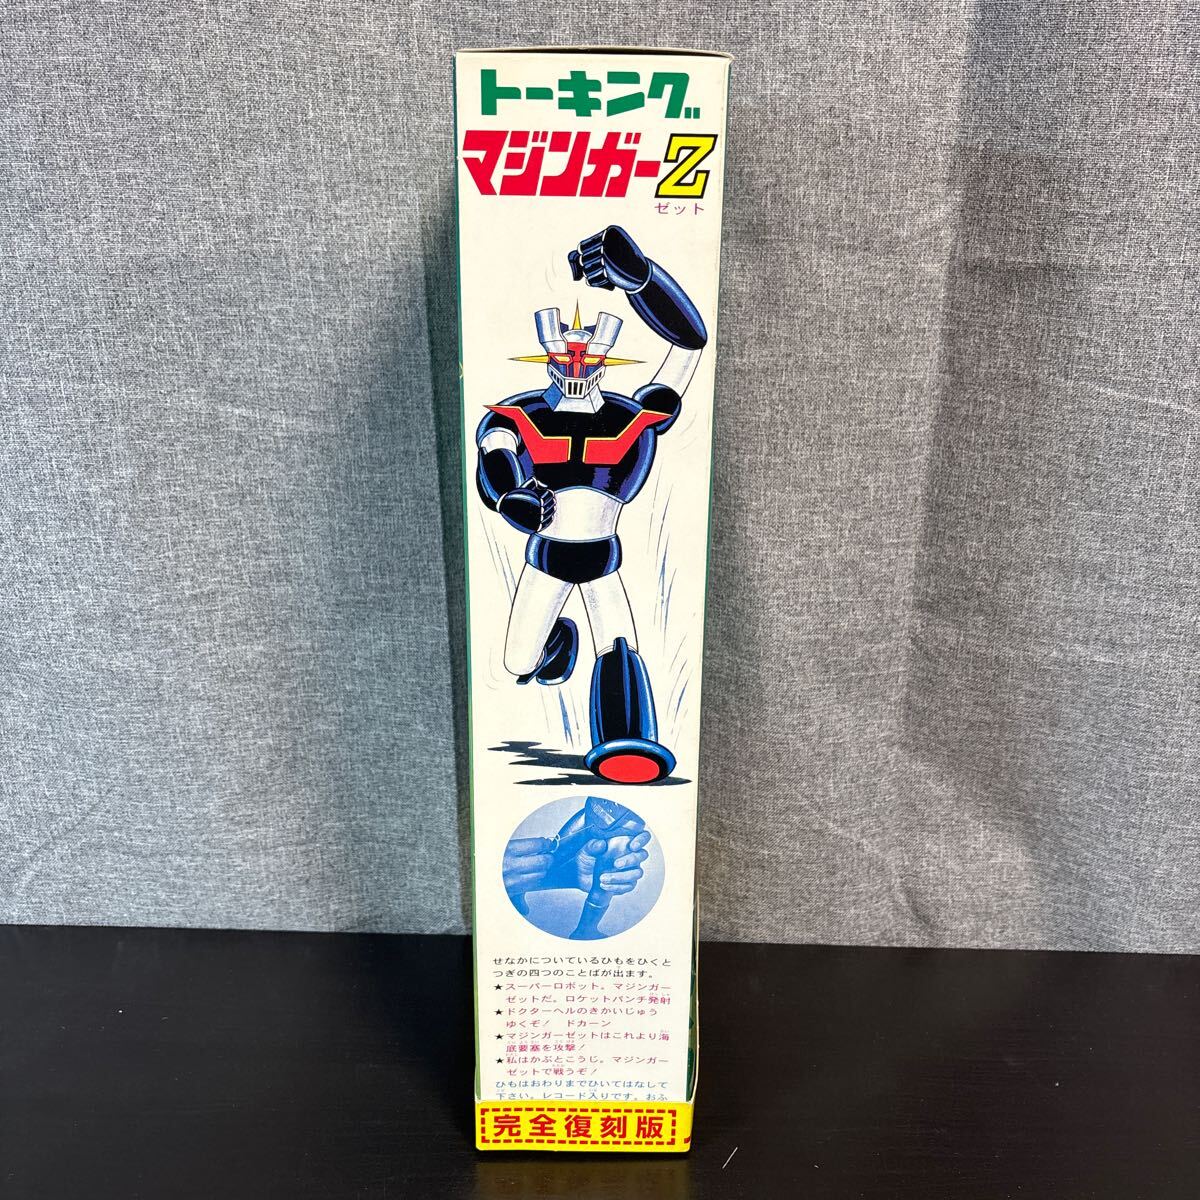 トーキング
マジンガーZ
ゼット
せなかについているひもをひくと
つぎの四つのことばが出ます。
★スーパーロボット。マジンガー
ゼットだ。ロケットパンチ発射
★ドクターヘルのきかいじゅう
ゆくぞ! ドカーン
★マジンガーゼットはこれより海
底要塞を攻撃!
★私はかぶとこうじ。マジンガー
ゼットで戦うぞ!
ひもはおわりまでひいてはなして
下さい。レコード入りです。おふ
完全復刻版